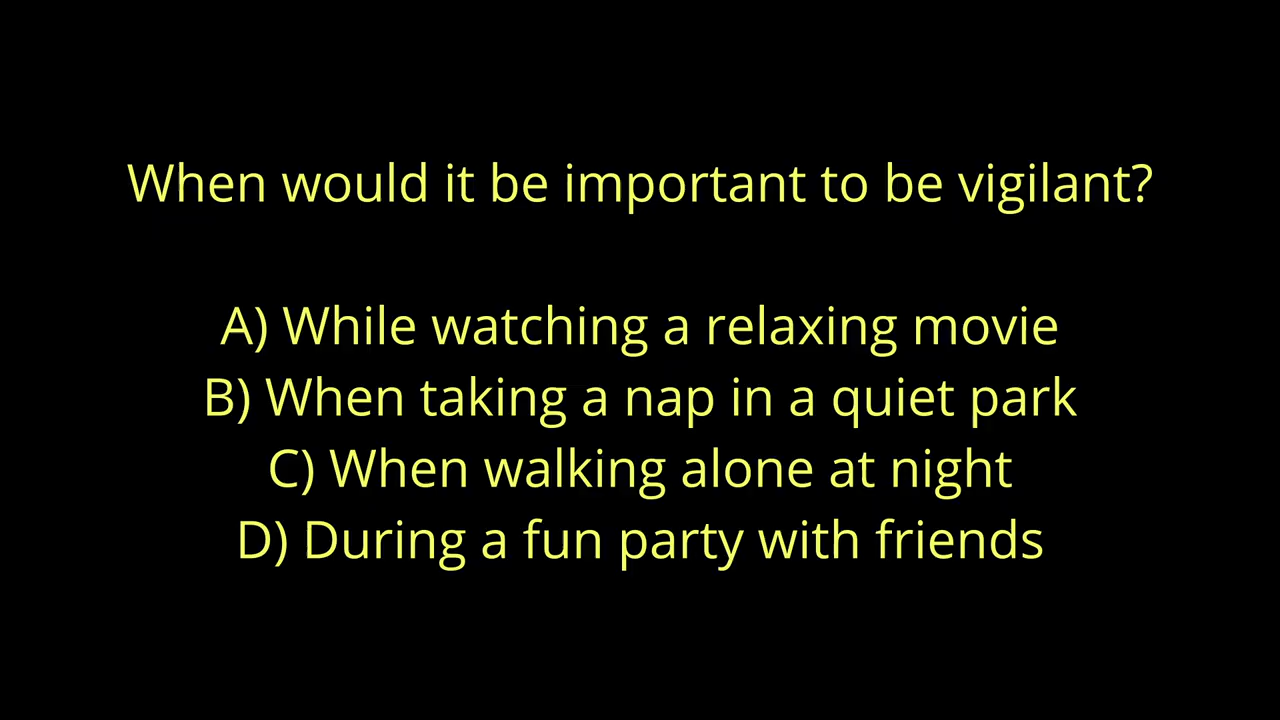 When would it be important to be vigilant?
A) While watching a relaxing movie
B) When taking a nap in a quiet park
C) When walking alone at night
D) During a fun party with friends